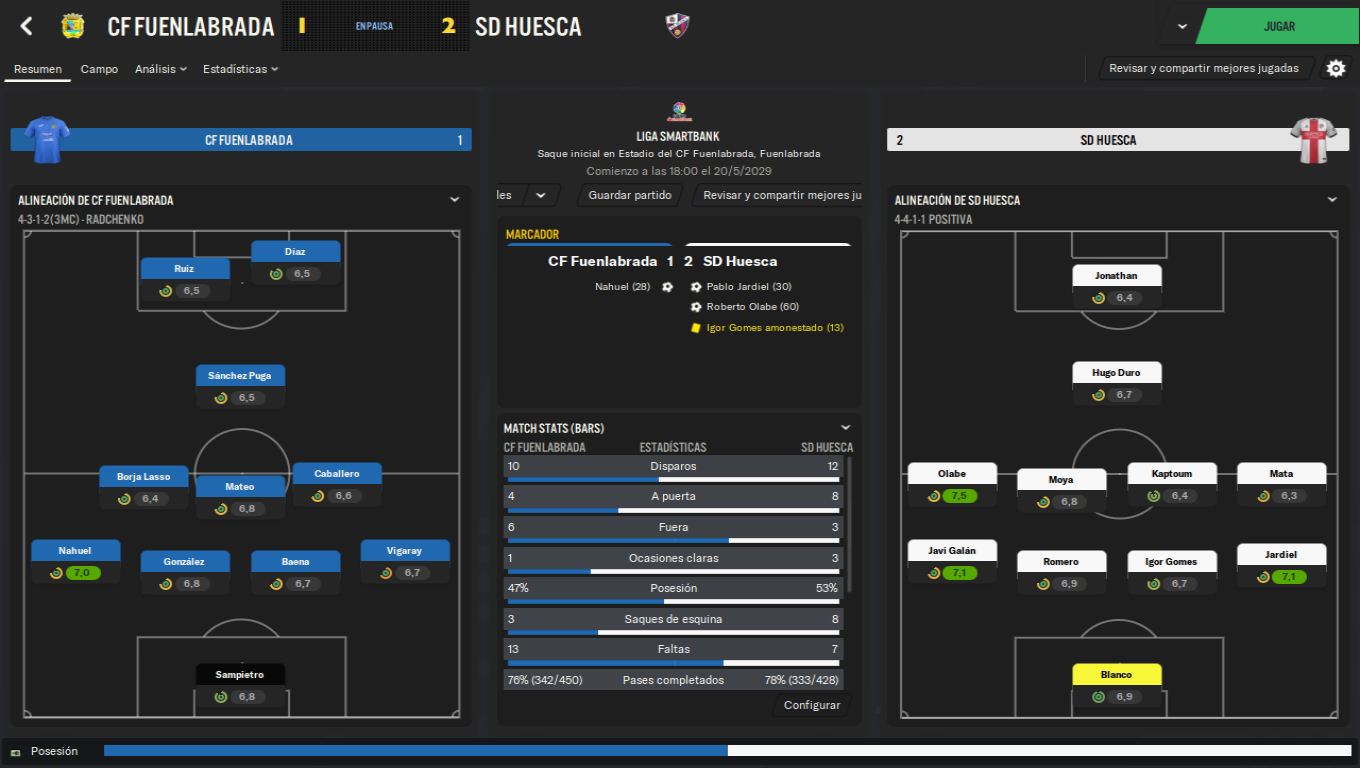 CF FUENLABRADA 1 EN PAUSA 2 SD HUESCA
JUGAR
Resumen Campo Análisis Estadísticas
Revisar y compartir mejores jugadas
CF FUENLABRADA 1
LIGA SMARTBANK
Saque inicial en Estadio del CF Fuenlabrada, Fuenlabrada
Comienzo a las 18:00 el 20/5/2029
les Guardar partido Revisar y compartir mejores ju
2 SD HUESCA
ALINEACIÓN DE CF FUENLABRADA
4-3-1-2(3MC) - RADCHENKO
Díaz
6,5
Ruiz
6,5
Sánchez Puga
6,5
Caballero
6,6
Borja Lasso
6,4
Mateo
6,8
Nahuel
7,0
González
6,8
Baena
6,7
Vigaray
6,7
Sampietro
6,8
MARCADOR
CF Fuenlabrada 1 2 SD Huesca
Nahuel (28) Pablo Jardiel (30)
Roberto Olabe (60)
Igor Gomes amonestado (13)
MATCH STATS (BARS)
CF FUENLABRADA ESTADÍSTICAS SD HUESCA
10 Disparos 12
4 A puerta 8
6 Fuera 3
1 Ocasiones claras 3
47% Posesión 53%
3 Saques de esquina 8
13 Faltas 7
76% (342/450) Pases completados 78% (333/428)
Configurar
ALINEACIÓN DE SD HUESCA
4-4-1-1 POSITIVA
Jonathan
6,4
Hugo Duro
6,7
Olabe
7,5
Moya
6,8
Kaptoum
6,4
Mata
6,3
Javi Galán
7,1
Romero
6,9
Igor Gomes
6,7
Jardiel
7,1
Blanco
6,9
Posesión